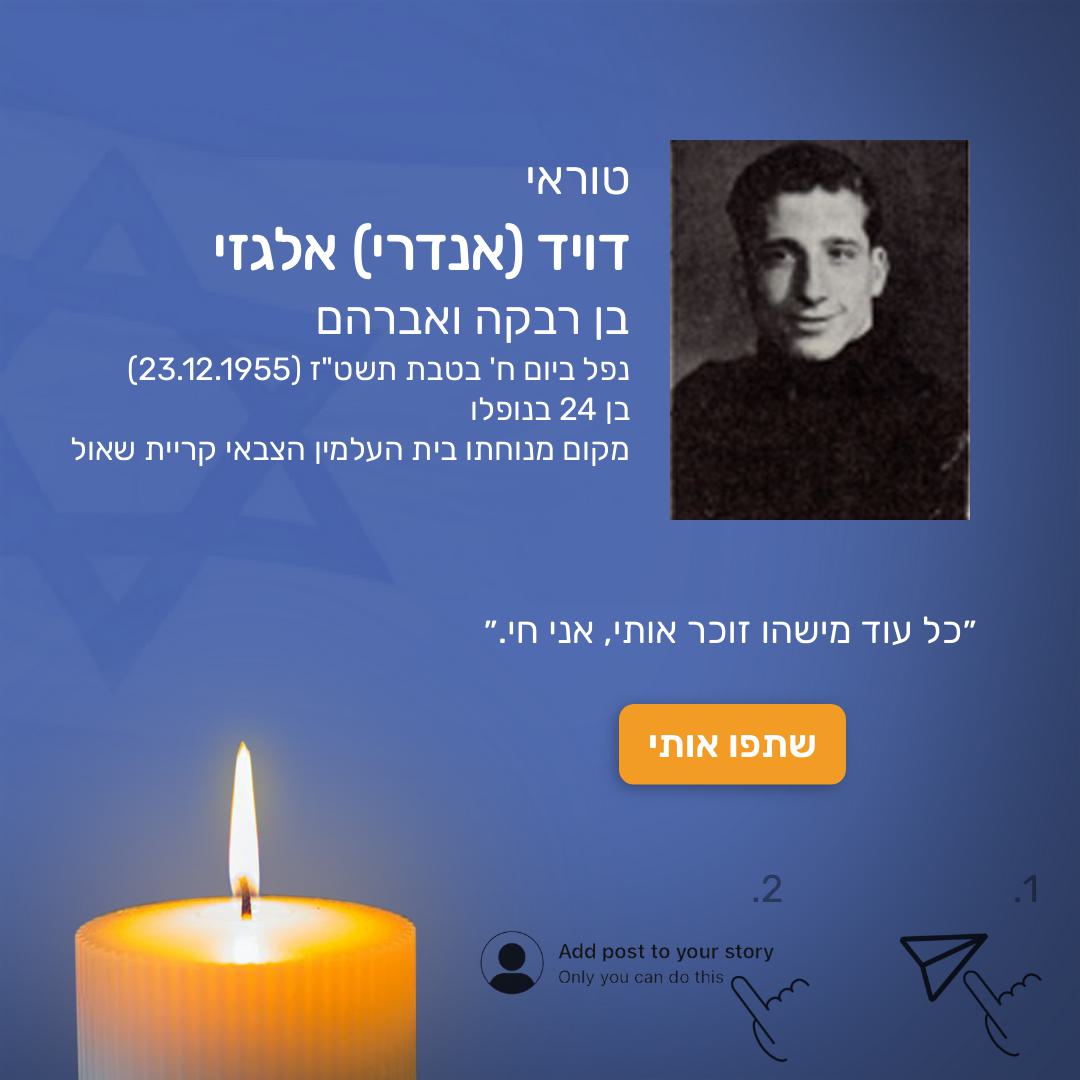 טוראי
דויד (אנדרי) אלגזי
בן רבקה ואברהם
נפל ביום ח' בטבת תשט"ז (23.12.1955)
בן 24 בנופלו
מקום מנוחתו בית העלמין הצבאי קריית שאול
״כל עוד מישהו זוכר אותי, אני חי.״
שתפו אותי
1.
2.
Add post to your story
Only you can do this